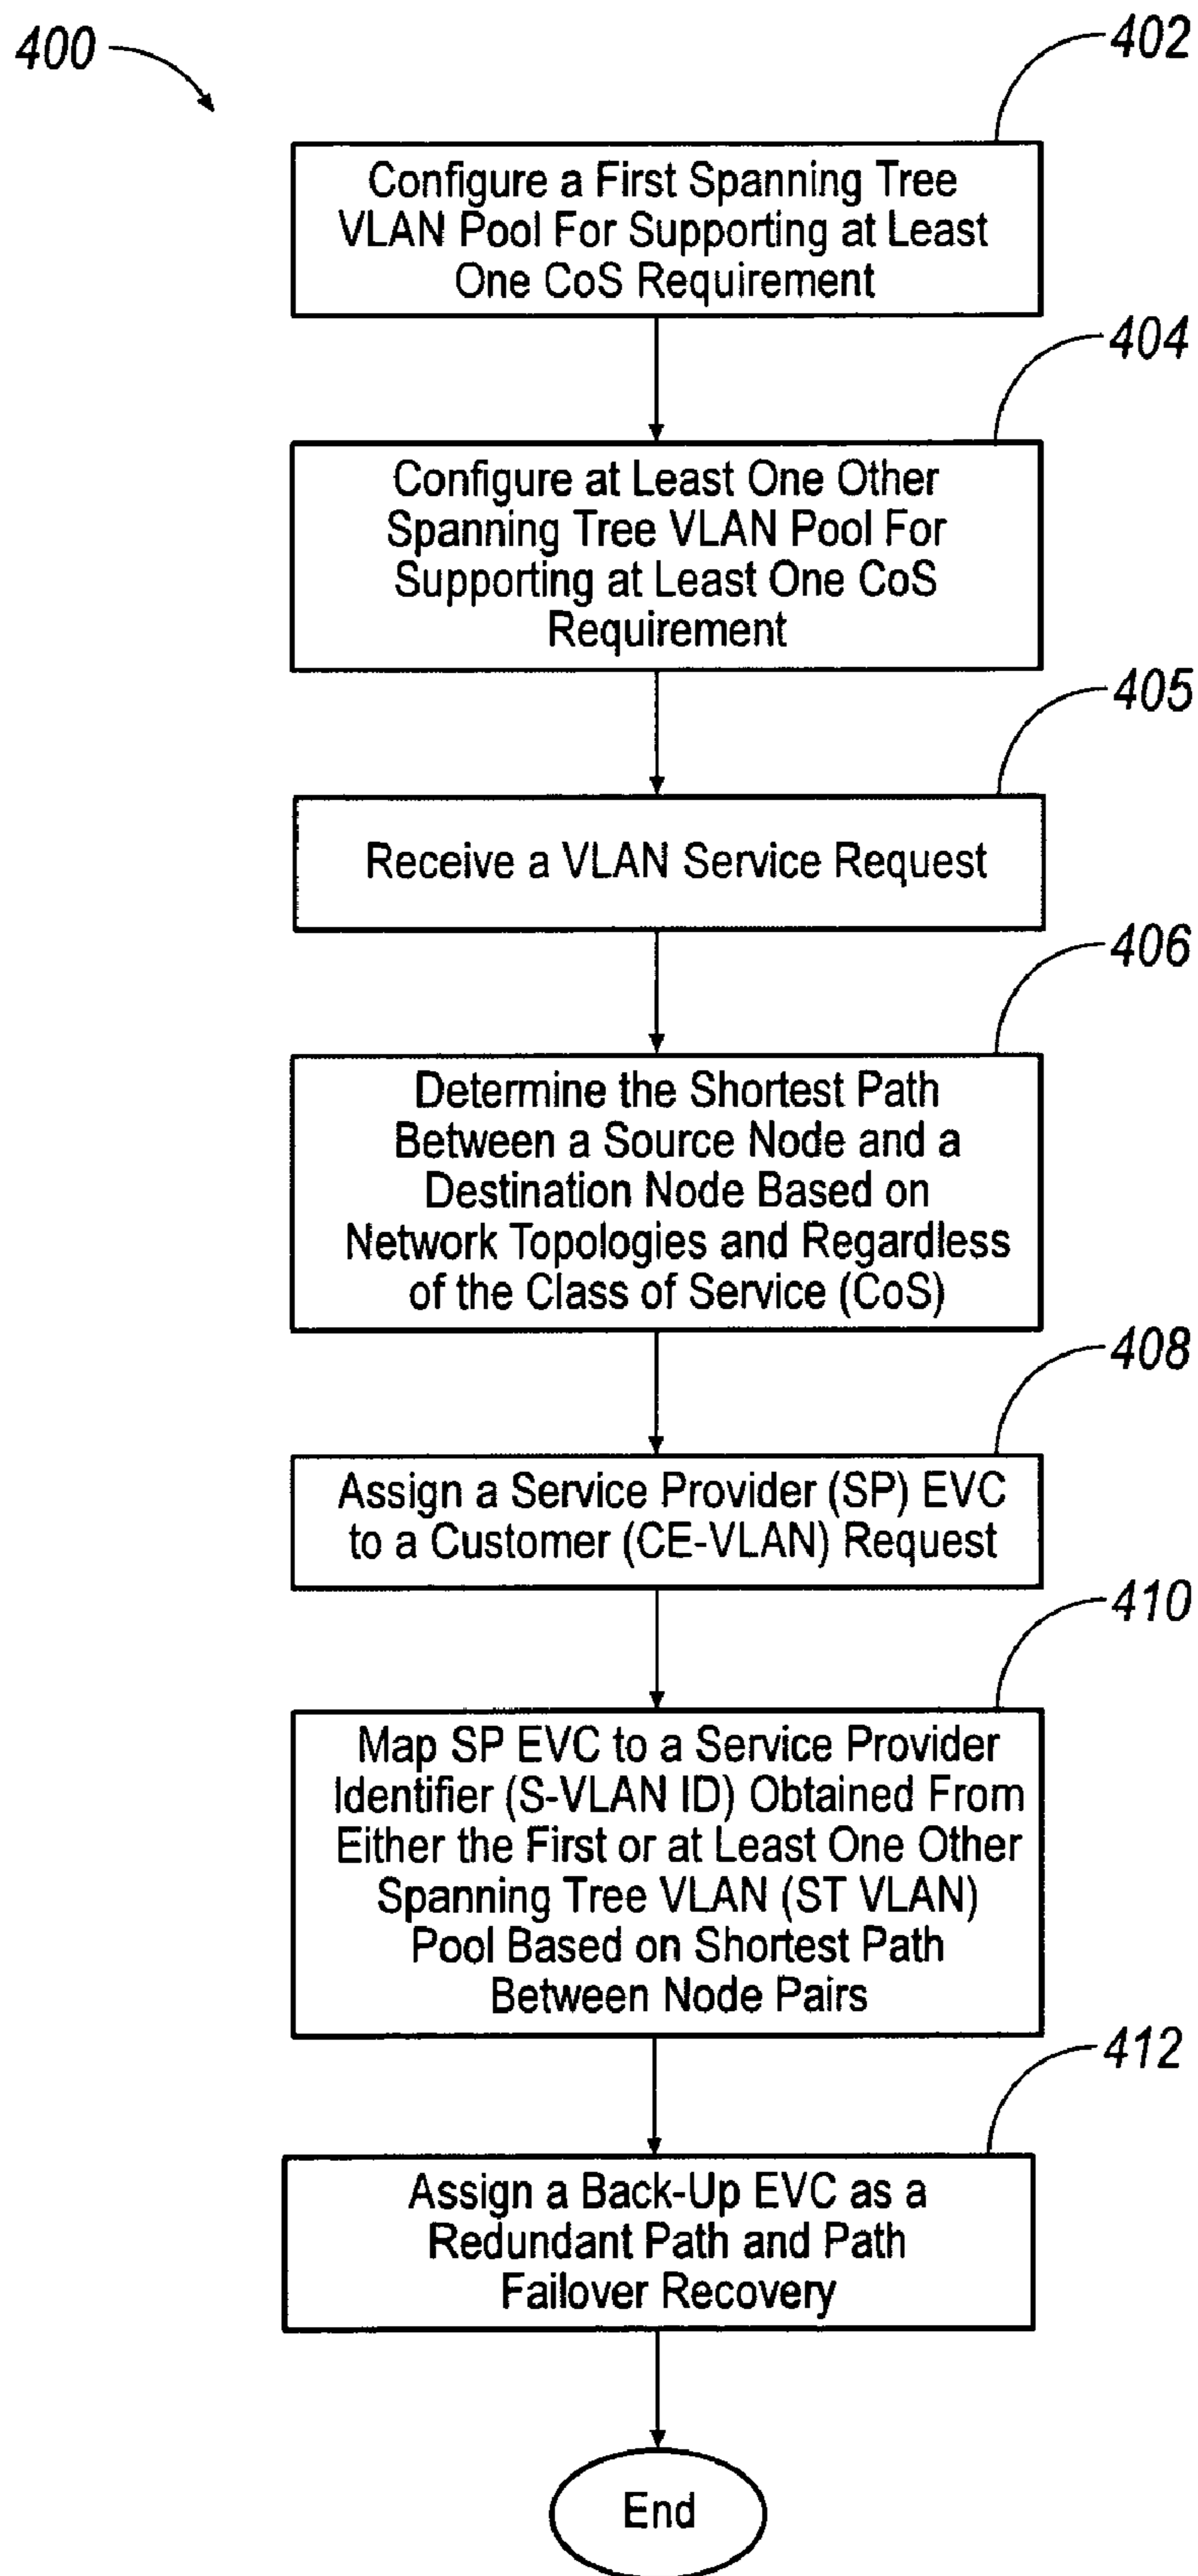 400
402
Configure a First Spanning Tree
VLAN Pool For Supporting at Least
One CoS Requirement
404
Configure at Least One Other
Spanning Tree VLAN Pool For
Supporting at Least One CoS
Requirement
405
Receive a VLAN Service Request
406
Determine the Shortest Path
Between a Source Node and a
Destination Node Based on
Network Topologies and Regardless
of the Class of Service (CoS)
408
Assign a Service Provider (SP) EVC
to a Customer (CE-VLAN) Request
410
Map SP EVC to a Service Provider
Identifier (S-VLAN ID) Obtained From
Either the First or at Least One Other
Spanning Tree VLAN (ST VLAN)
Pool Based on Shortest Path
Between Node Pairs
412
Assign a Back-Up EVC as a
Redundant Path and Path
Failover Recovery
End